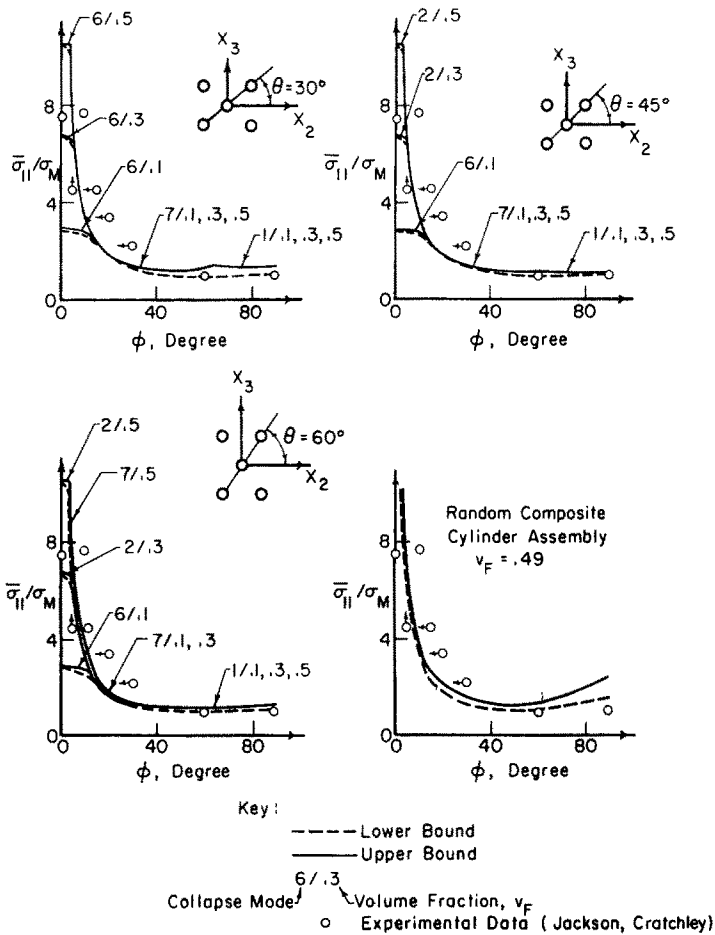 6/.5
X3
θ=30°
X2
8
6/.3
σ̅11/σM
6/.1
4
7/.1, .3, .5
1/.1, .3, .5
0
0 40 80
ϕ, Degree
2/.5
X3
2/.3
θ=45°
X2
8
σ̅11/σM
6/.1
4
7/.1, .3, .5
1/.1, .3, .5
0
0 40 80
ϕ, Degree
X3
2/.5
θ=60°
7/.5
X2
8
2/.3
σ̅11/σM
6/.1
4
7/.1, .3
1/.1, .3, .5
0
0 40 80
ϕ, Degree
Random Composite
Cylinder Assembly
vF = .49
8
σ̅11/σM
4
0
0 40 80
ϕ, Degree
Key:
Lower Bound
Upper Bound
6/.3
Collapse Mode Volume Fraction, vF
Experimental Data (Jackson, Cratchley)